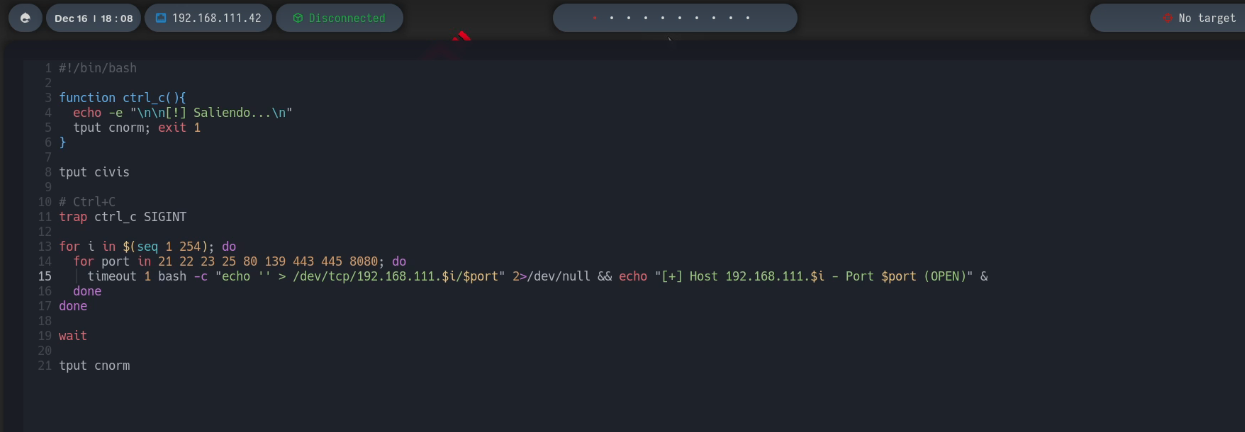 Dec 16 | 18 : 08 192.168.111.42 Disconnected No target
1 #!/bin/bash
2
3 function ctrl_c(){
4 echo -e "\n\n[!] Saliendo...\n"
5 tput cnorm; exit 1
6 }
7
8 tput civis
9
10 # Ctrl+C
11 trap ctrl_c SIGINT
12
13 for i in $(seq 1 254); do
14 for port in 21 22 23 25 80 139 443 445 8080; do
15 timeout 1 bash -c "echo '' > /dev/tcp/192.168.111.$i/$port" 2>/dev/null && echo "[+] Host 192.168.111.$i - Port $port (OPEN)" &
16 done
17 done
18
19 wait
20
21 tput cnorm